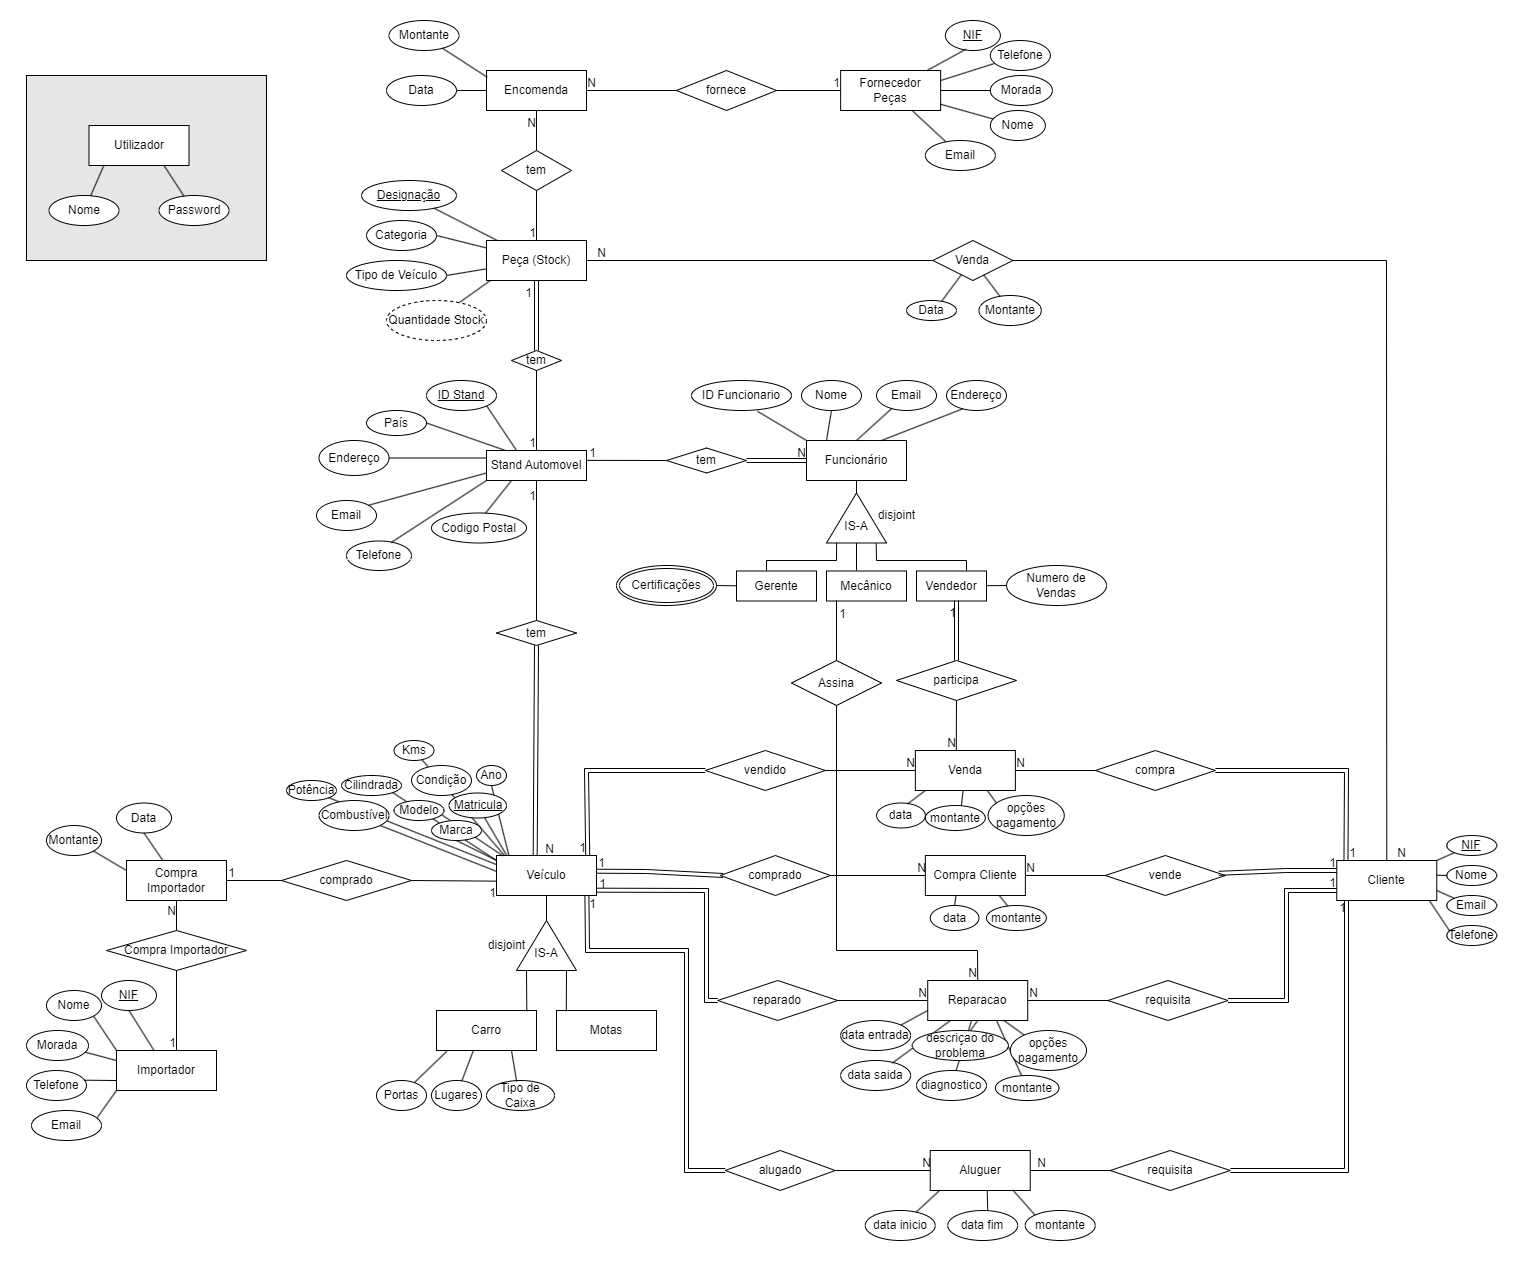 Montante
Data
Encomenda
N
fornece
1
Fornecedor
Peças
NIF
Telefone
Morada
Nome
Email
Utilizador
Nome
Password
N
tem
1
Designação
Categoria
Tipo de Veículo
Quantidade Stock
Peça (Stock)
N
Venda
Data
Montante
1
tem
1
ID Stand
País
Endereço
Email
Telefone
Codigo Postal
Stand Automovel
1
tem
N
ID Funcionario
Nome
Email
Endereço
Funcionário
IS-A
disjoint
Certificações
Gerente
Mecânico
Vendedor
Numero de
Vendas
1
1
1
tem
Assina
participa
N
Kms
Condição
Ano
Cilindrada
Potência
Modelo
Matricula
Combustível
Marca
N
1
vendido
N
Venda
N
compra
1
data
montante
opções
pagamento
Montante
Data
Compra
Importador
1
comprado
1
Veículo
1
comprado
N
Compra Cliente
N
vende
1
data
montante
N
Cliente
NIF
Nome
Email
Telefone
N
Compra Importador
1
Nome
NIF
Morada
Telefone
Email
Importador
disjoint
IS-A
Carro
Motas
Portas
Lugares
Tipo de
Caixa
1
reparado
N
N
Reparacao
N
requisita
1
data entrada
data saida
descriçao do
problema
diagnostico
opções
pagamento
montante
1
alugado
N
Aluguer
N
requisita
1
data inicio
data fim
montante